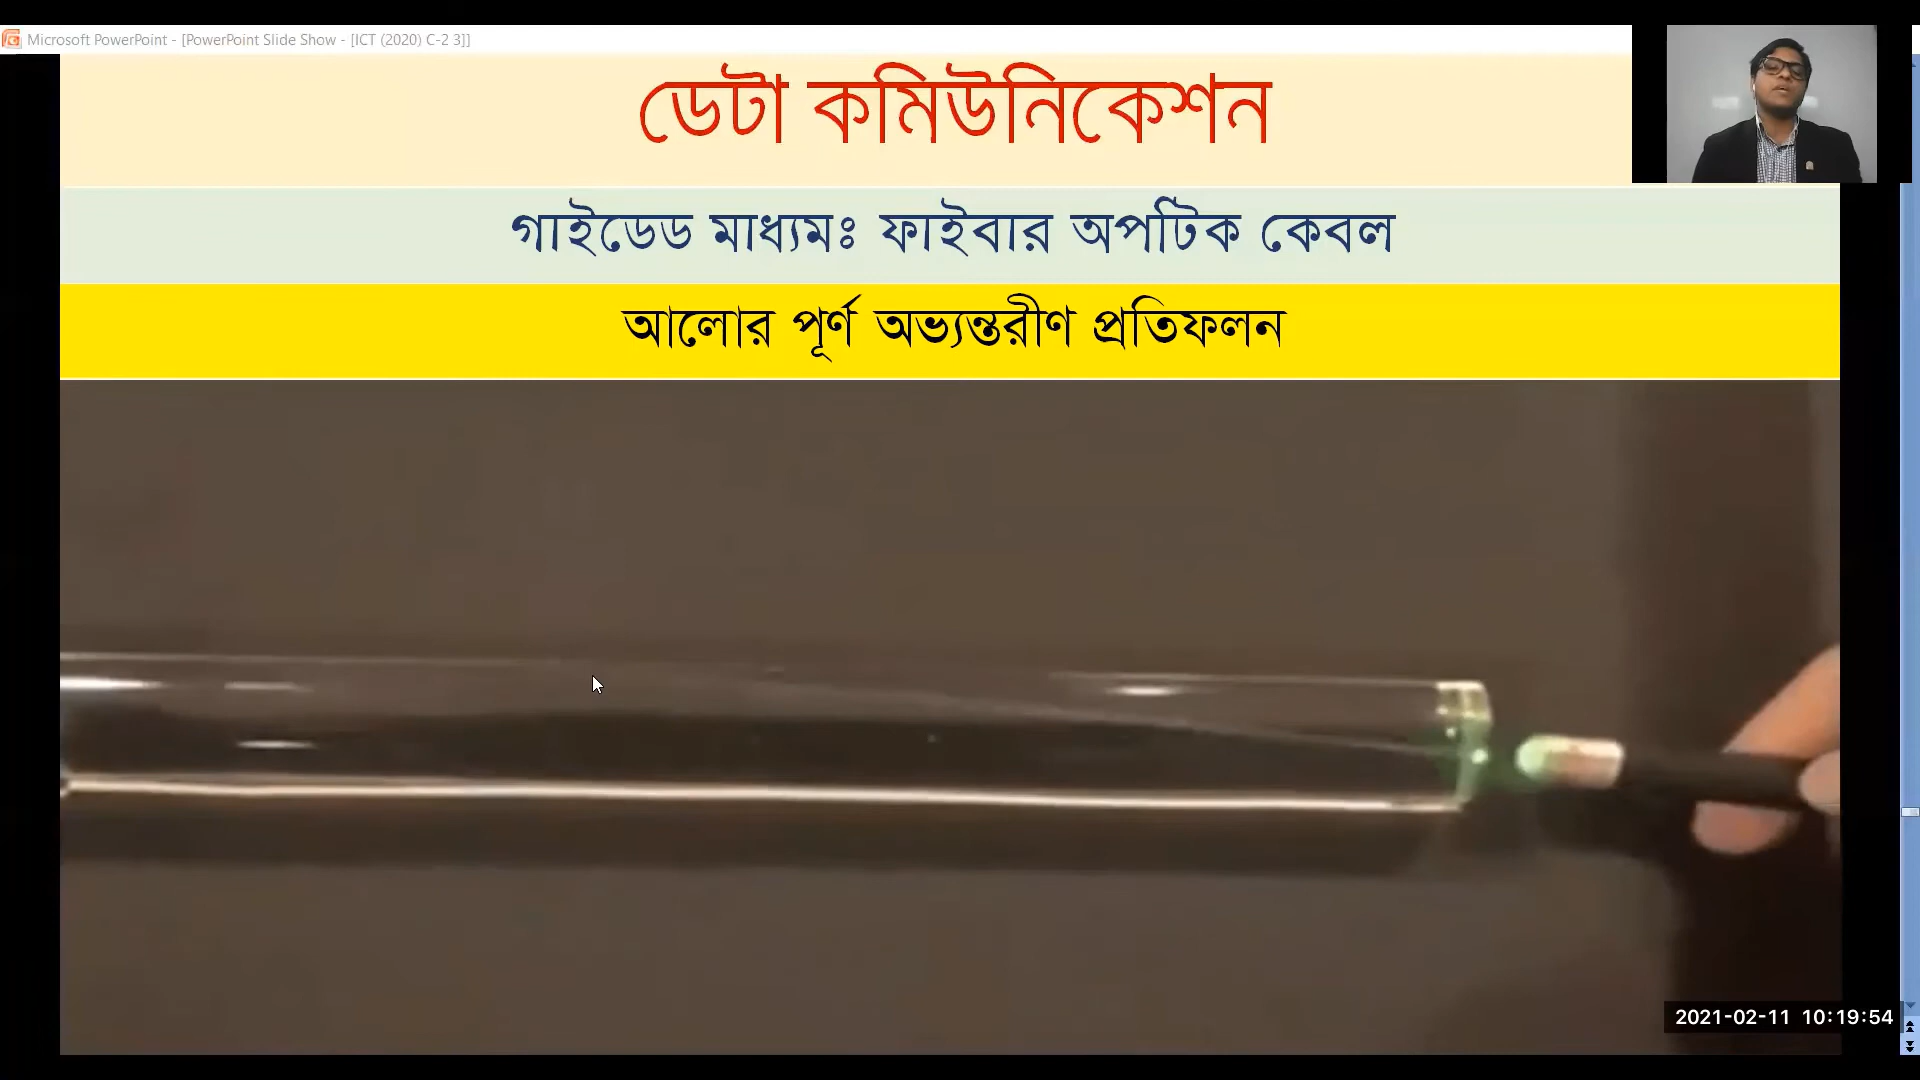 Microsoft PowerPoint - [PowerPoint Slide Show - [ICT (2020) C-2 3]]
ডেটা কমিউনিকেশন
গাইডেড মাধ্যমঃ ফাইবার অপটিক কেবল
আলোর পূর্ণ অভ্যন্তরীণ প্রতিফলন
2021-02-11 10:19:54